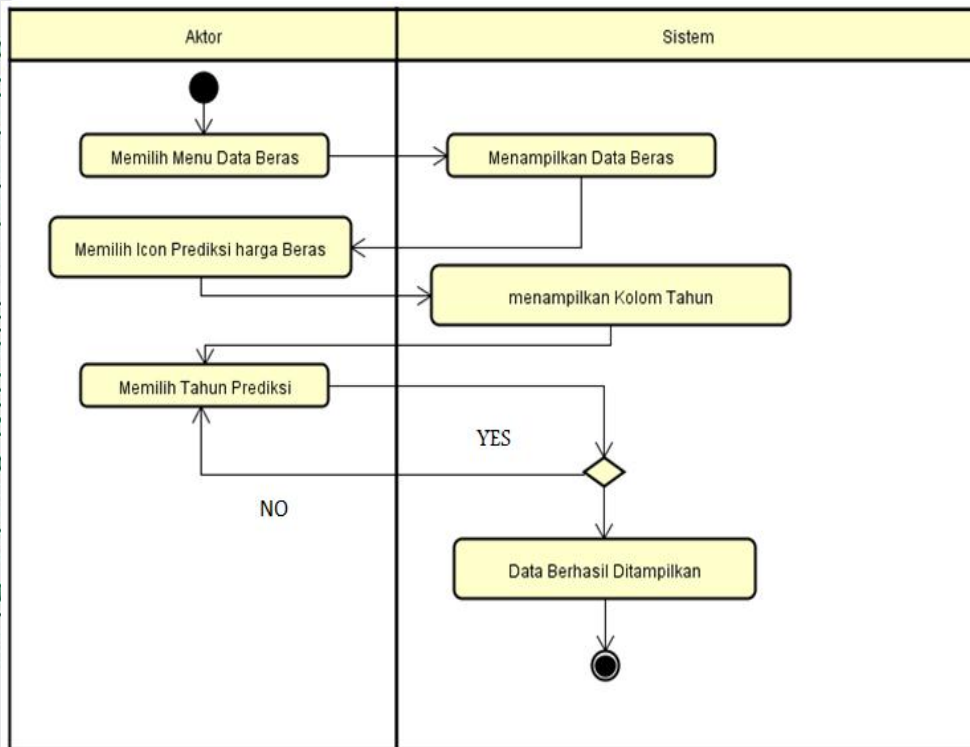 Aktor
Sistem
Memilih Menu Data Beras
Menampilkan Data Beras
Memilih Icon Prediksi harga Beras
menampilkan Kolom Tahun
Memilih Tahun Prediksi
YES
NO
Data Berhasil Ditampilkan